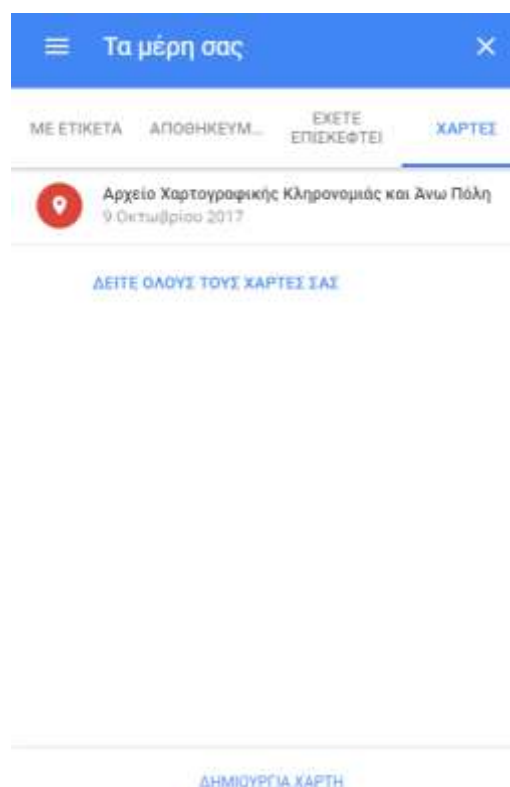 Τα μέρη σας
ΜΕ ΕΤΙΚΕΤΑ
ΑΠΟΘΗΚΕΥΜ...
ΕΧΕΤΕ
ΕΠΙΣΚΕΦΤΕΙ
ΧΑΡΤΕΣ
Αρχείο Χαρτογραφικής Κληρονομιάς και Άνω Πόλη
9 Οκτωβρίου 2017
ΔΕΙΤΕ ΟΛΟΥΣ ΤΟΥΣ ΧΑΡΤΕΣ ΣΑΣ
ΔΗΜΙΟΥΡΓΙΑ ΧΑΡΤΗ